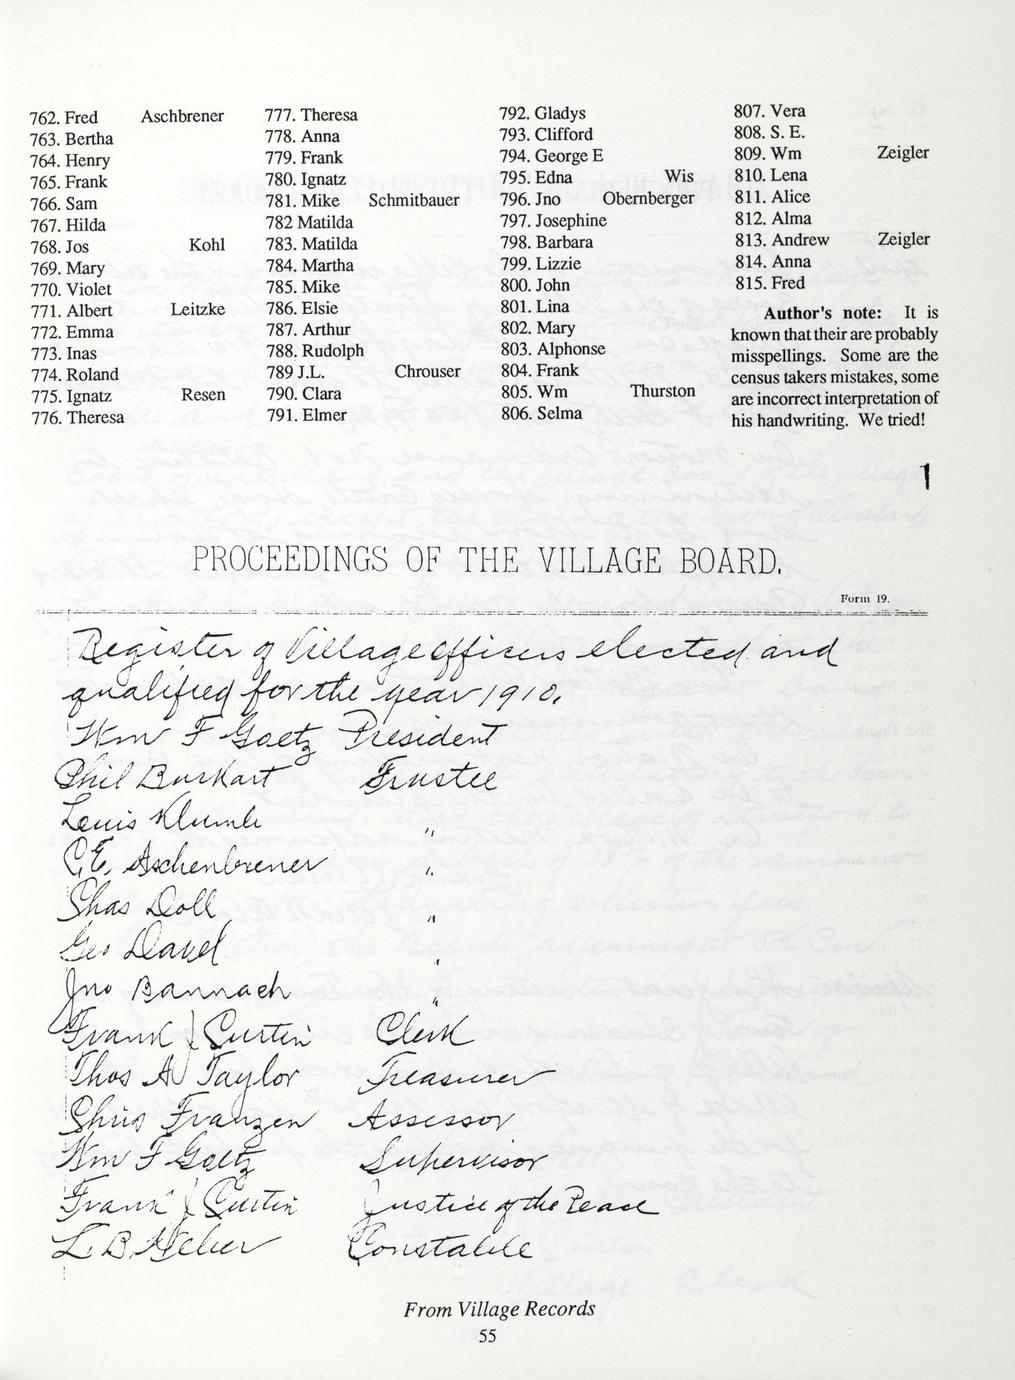 762. Fred Aschbrener
763. Bertha
764. Henry
765. Frank
766. Sam
767. Hilda
768. Jos Kohl
769. Mary
770. Violet
771. Albert Leitzke
772. Emma
773. Inas
774. Roland
775. Ignatz Resen
776. Theresa
777. Theresa
778. Anna
779. Frank
780. Ignatz
781. Mike Schmitbauer
782 Matilda
783. Matilda
784. Martha
785. Mike
786. Elsie
787. Arthur
788. Rudolph
789 J.L. Chrouser
790. Clara
791. Elmer
792. Gladys
793. Clifford
794. George E
795. Edna Wis
796. Jno Obernberger
797. Josephine
798. Barbara
799. Lizzie
800. John
801. Lina
802. Mary
803. Alphonse
804. Frank
805. Wm Thurston
806. Selma
807. Vera
808. S. E.
809. Wm Zeigler
810. Lena
811. Alice
812. Alma
813. Andrew Zeigler
814. Anna
815. Fred
Author's note: It is
known that their are probably
misspellings. Some are the
census takers mistakes, some
are incorrect interpretation of
his handwriting. We tried!
1
PROCEEDINGS OF THE VILLAGE BOARD.
Form 19.
Register of Village officers elected and
qualified for the year 1910.
Wm F Goetz President
Phil Burkart Trustee
Louis Klumb "
C.E. Aschenbrener "
Chas Doll "
Geo Davel "
Jno Bannach "
Frank J Curtin Clerk
Thos A Taylor Treasurer
Chris Franzen Assessor
Wm F Goetz Supervisor
Frank J Curtin Justice of the Peace
L. B. Constable
From Village Records
55